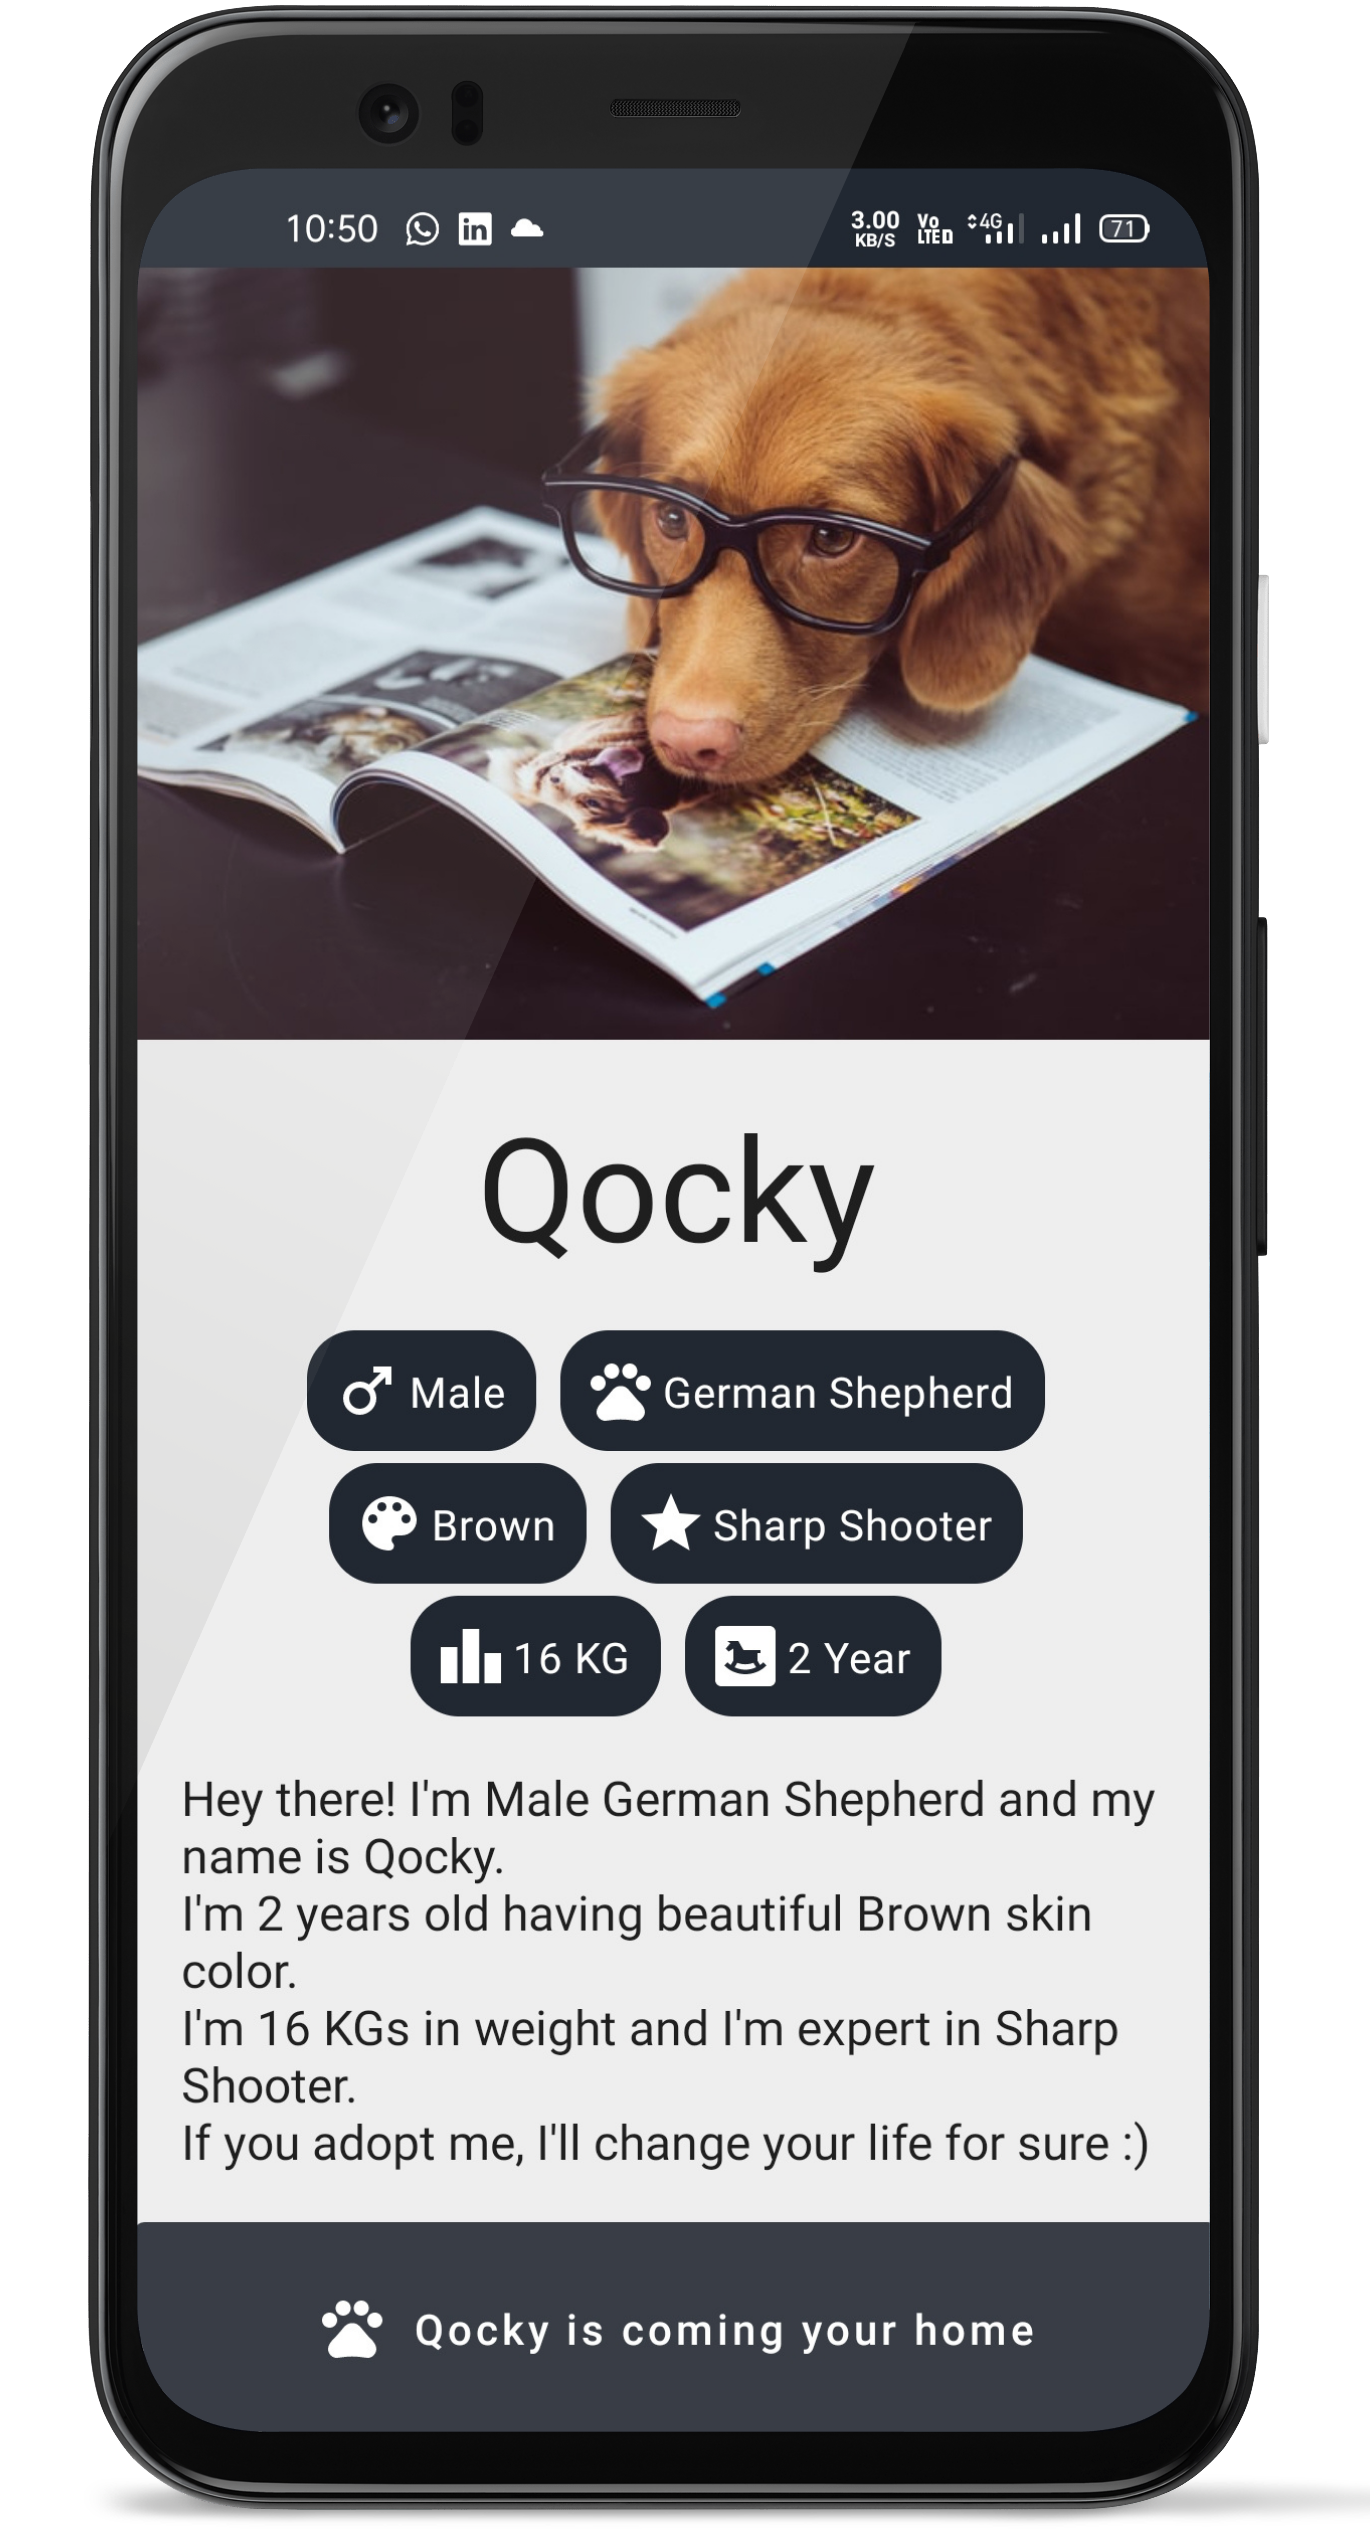 10:50 in 3.00 KB/S Vo LTE 4G 71
Qocky
Male German Shepherd
Brown Sharp Shooter
16 KG 2 Year
Hey there! I'm Male German Shepherd and my
name is Qocky.
I'm 2 years old having beautiful Brown skin
color.
I'm 16 KGs in weight and I'm expert in Sharp
Shooter.
If you adopt me, I'll change your life for sure :)
Qocky is coming your home